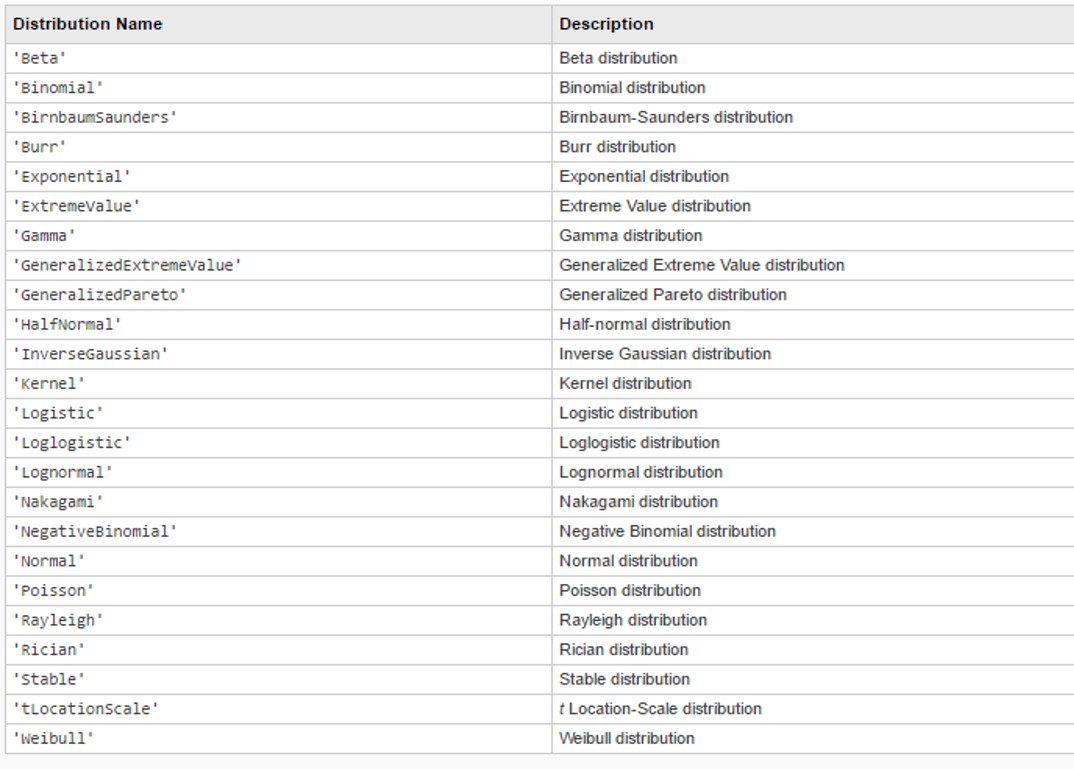 Distribution Name Description
'Beta' Beta distribution
'Binomial' Binomial distribution
'BirnbaumSaunders' Birnbaum-Saunders distribution
'Burr' Burr distribution
'Exponential' Exponential distribution
'ExtremeValue' Extreme Value distribution
'Gamma' Gamma distribution
'GeneralizedExtremeValue' Generalized Extreme Value distribution
'GeneralizedPareto' Generalized Pareto distribution
'HalfNormal' Half-normal distribution
'InverseGaussian' Inverse Gaussian distribution
'Kernel' Kernel distribution
'Logistic' Logistic distribution
'Loglogistic' Loglogistic distribution
'Lognormal' Lognormal distribution
'Nakagami' Nakagami distribution
'NegativeBinomial' Negative Binomial distribution
'Normal' Normal distribution
'Poisson' Poisson distribution
'Rayleigh' Rayleigh distribution
'Rician' Rician distribution
'Stable' Stable distribution
'tLocationScale' t Location-Scale distribution
'Weibull' Weibull distribution